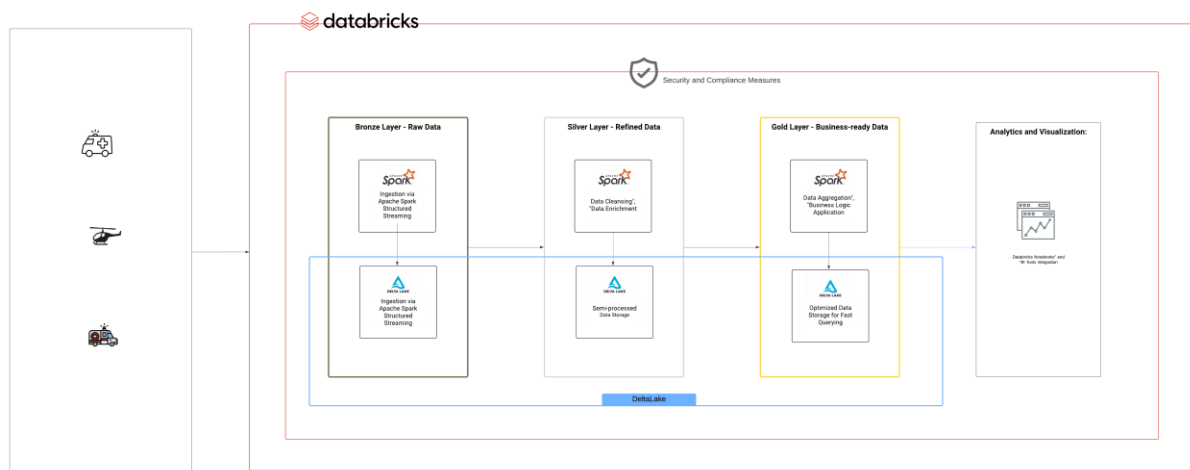 databricks
Security and Compliance Measures
Bronze Layer - Raw Data
APACHE
Spark
Ingestion via
Apache Spark
Structured
Streaming
DELTA LAKE
Ingestion via
Apache Spark
Structured
Streaming
Silver Layer - Refined Data
APACHE
Spark
Data Cleansing",
"Data Enrichment
DELTA LAKE
Semi-processed
Data Storage
Gold Layer - Business-ready Data
APACHE
Spark
Data Aggregation",
"Business Logic
Application
DELTA LAKE
Optimized Data
Storage for Fast
Querying
DeltaLake
Analytics and Visualization:
Databricks Notebooks" and
"BI Tools Integration